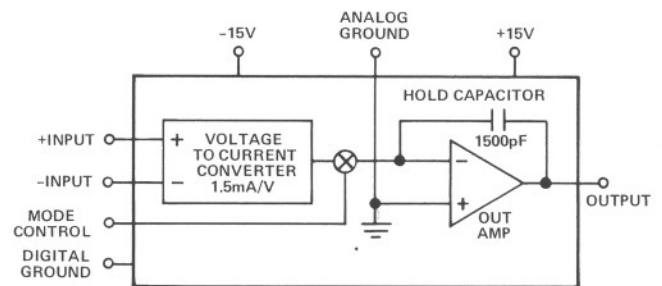 -15V
ANALOG
GROUND
+15V
HOLD CAPACITOR
1500pF
+INPUT
+
VOLTAGE
TO CURRENT
CONVERTER
1.5mA/V
-INPUT
-
-
+
OUT
AMP
OUTPUT
MODE
CONTROL
DIGITAL
GROUND